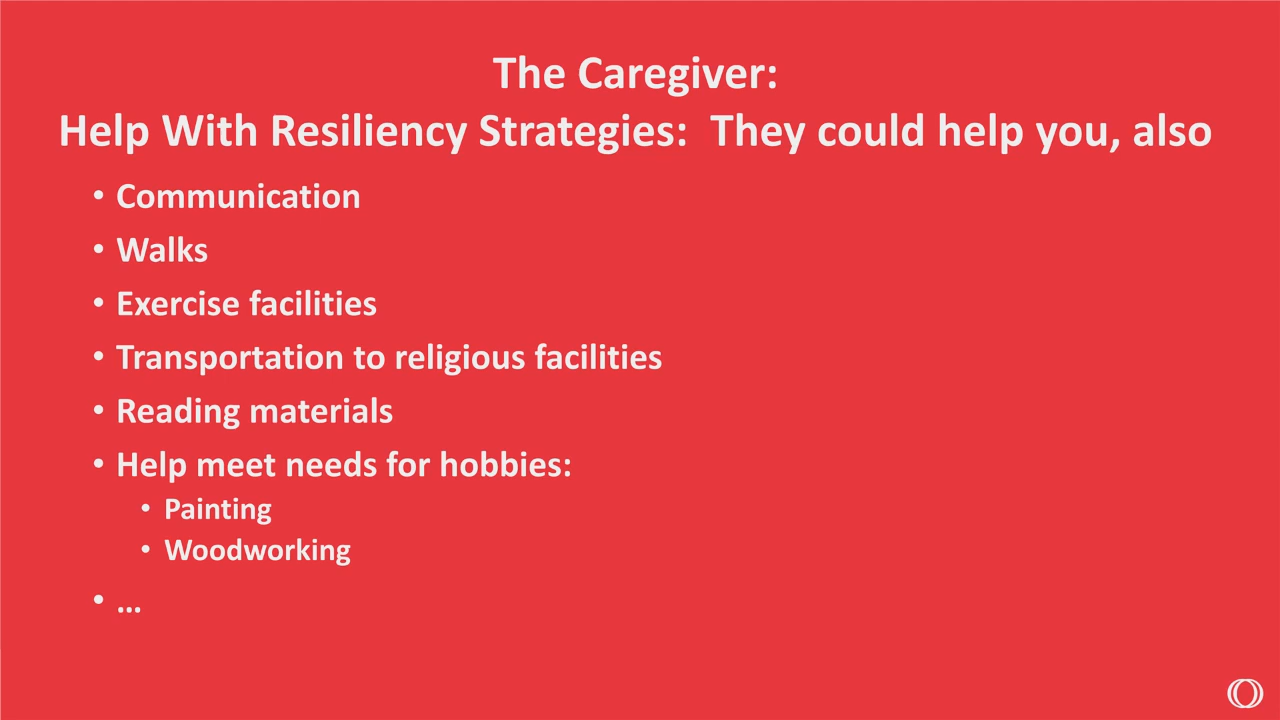 The Caregiver:
Help With Resiliency Strategies:  They could help you, also
• Communication
• Walks
• Exercise facilities
• Transportation to religious facilities
• Reading materials
• Help meet needs for hobbies:
• Painting
• Woodworking
• …